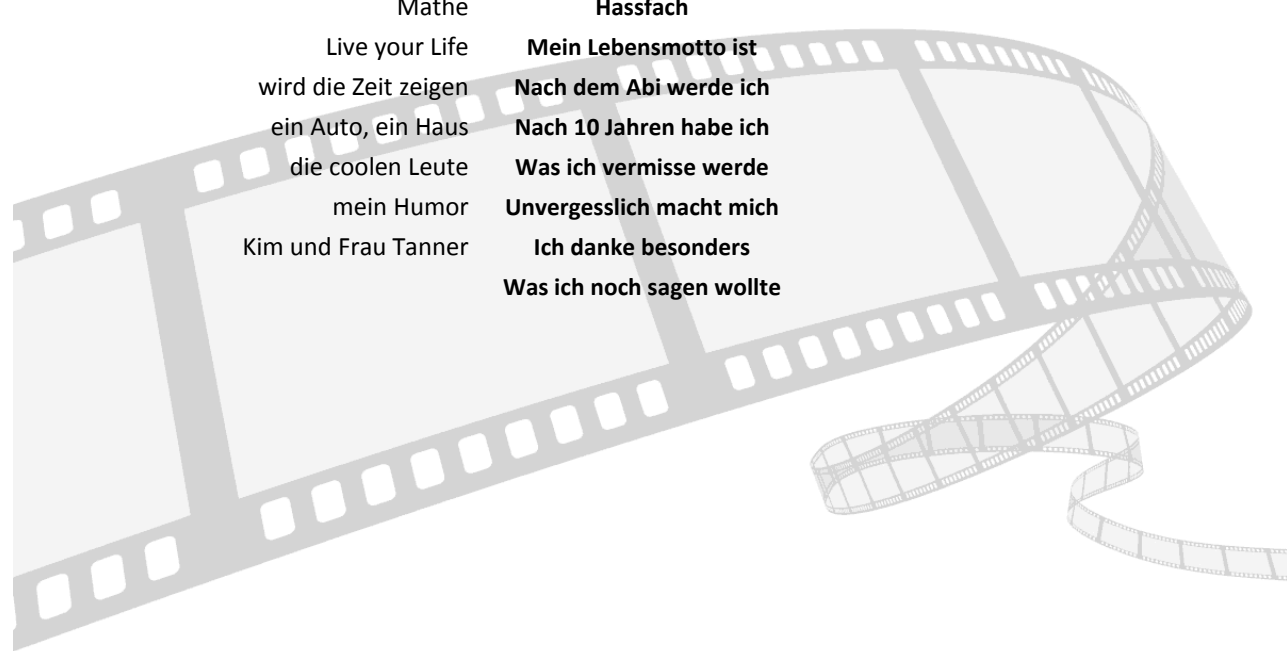 Mathe Hassfach
Live your Life Mein Lebensmotto ist
wird die Zeit zeigen Nach dem Abi werde ich
ein Auto, ein Haus Nach 10 Jahren habe ich
die coolen Leute Was ich vermisse werde
mein Humor Unvergesslich macht mich
Kim und Frau Tanner Ich danke besonders
Was ich noch sagen wollte